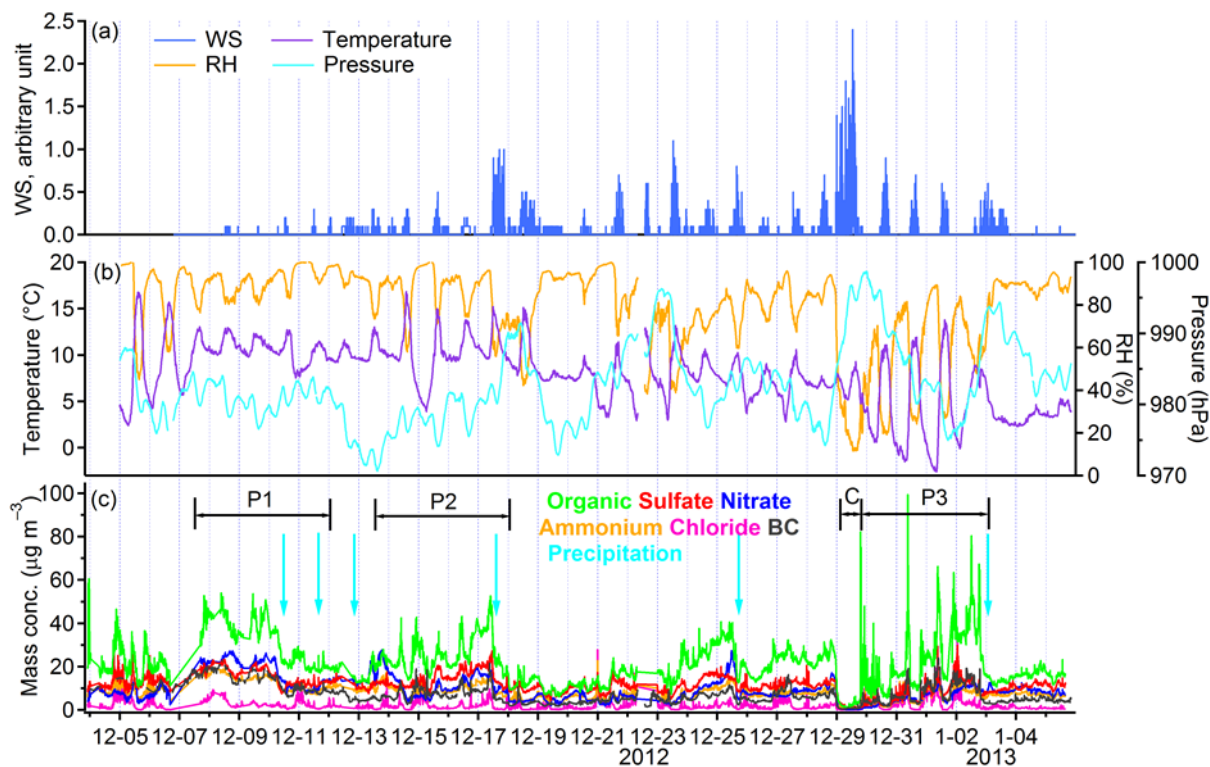 (a)
WS Temperature
RH Pressure
WS, arbitrary unit
2.5
2.0
1.5
1.0
0.5
0.0
(b)
Temperature (°C)
20
15
10
5
0
100
80
60
40
20
0
RH (%)
1000
990
980
970
Pressure (hPa)
(c)
P1 P2 C P3
Organic Sulfate Nitrate
Ammonium Chloride BC
Precipitation
Mass conc. (µg m⁻³)
100
80
60
40
20
0
12-05 12-07 12-09 12-11 12-13 12-15 12-17 12-19 12-21 12-23 12-25 12-27 12-29 12-31 1-02 1-04
2012 2013